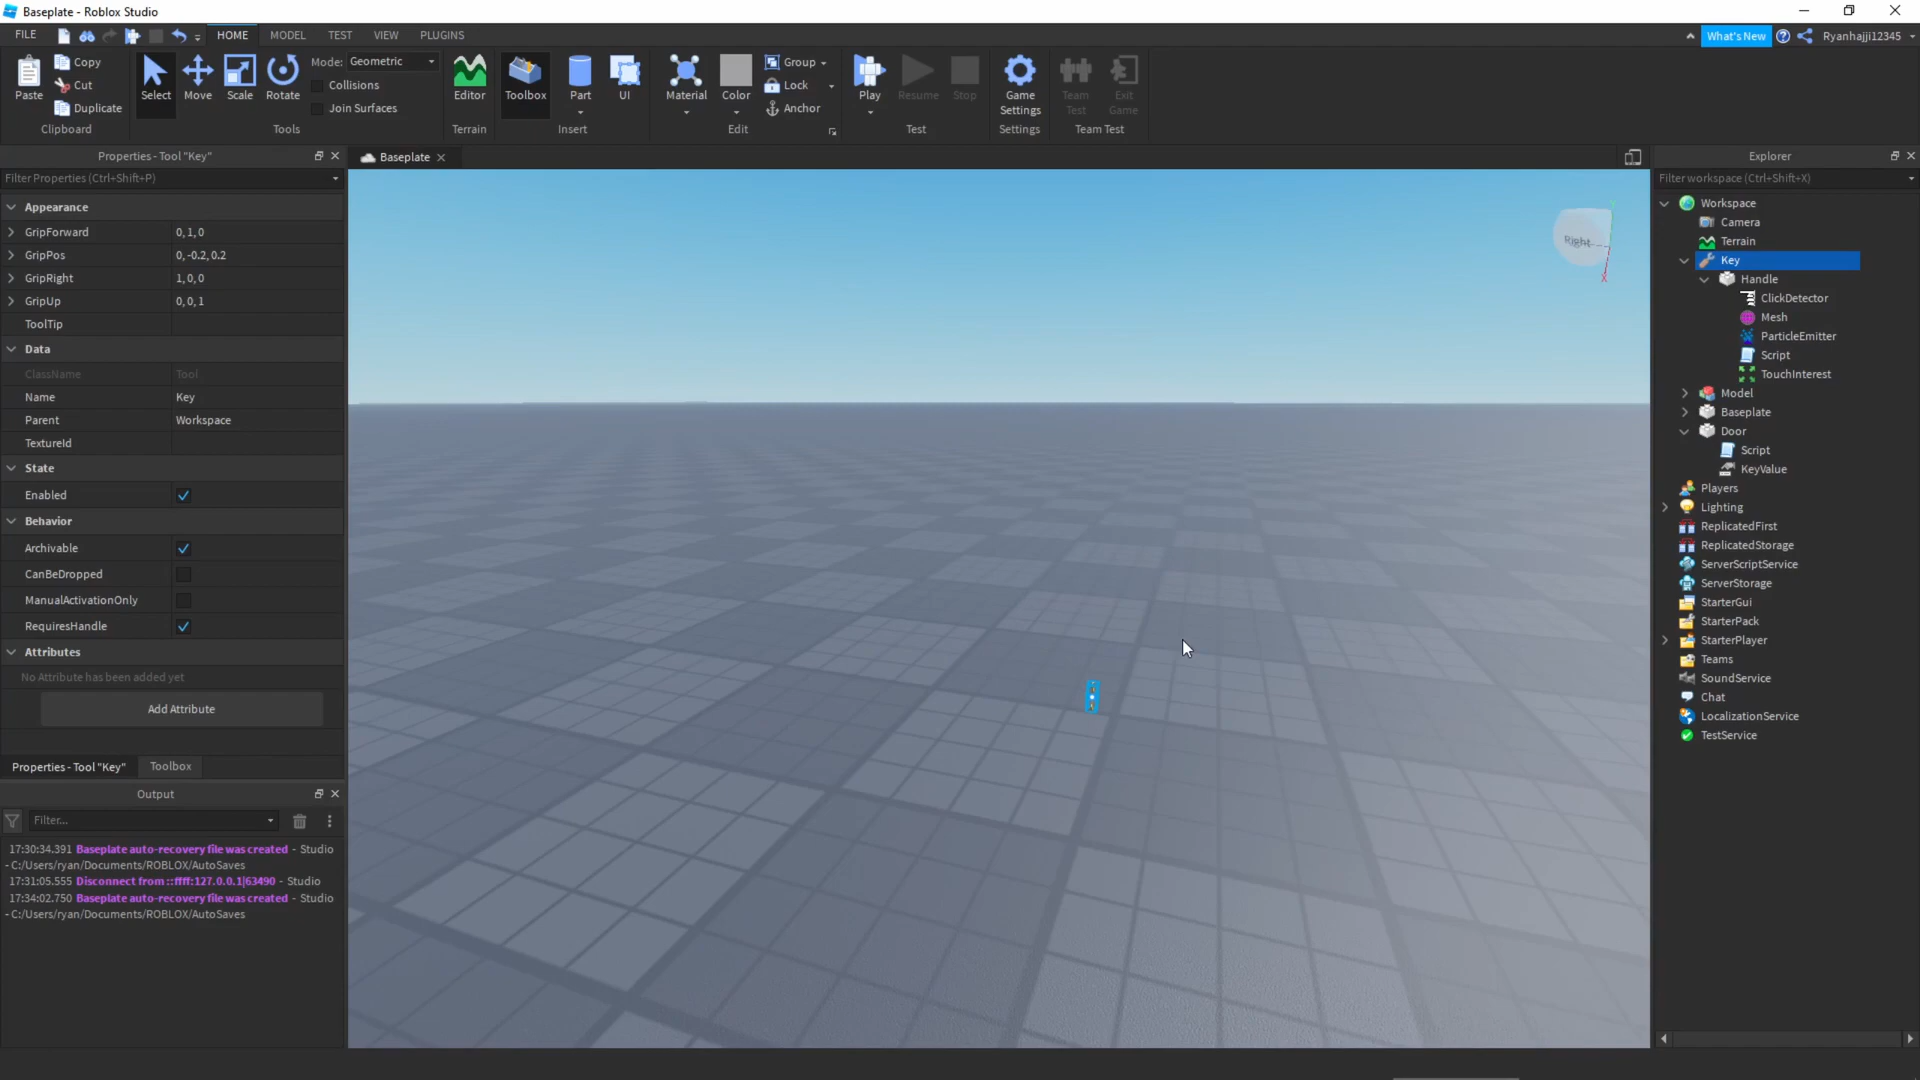 Baseplate - Roblox Studio
FILE
HOME
MODEL
TEST
VIEW
PLUGINS
What's New
Ryanhajji12345
Paste
Copy
Cut
Duplicate
Clipboard
Select
Move
Scale
Rotate
Mode: Geometric
Collisions
Join Surfaces
Tools
Editor
Terrain
Toolbox
Part
UI
Insert
Material
Color
Group
Lock
Anchor
Edit
Play
Resume
Stop
Test
Game Settings
Settings
Team Test
Exit Game
Team Test
Properties - Tool "Key"
Filter Properties (Ctrl+Shift+P)
Appearance
GripForward 0, 1, 0
GripPos 0, -0.2, 0.2
GripRight 1, 0, 0
GripUp 0, 0, 1
ToolTip
Data
ClassName Tool
Name Key
Parent Workspace
TextureId
State
Enabled
Behavior
Archivable
CanBeDropped
ManualActivationOnly
RequiresHandle
Attributes
No Attribute has been added yet
Add Attribute
Properties - Tool "Key"
Toolbox
Output
Filter...
17:30:34.391 Baseplate auto-recovery file was created - Studio
- C:/Users/ryan/Documents/ROBLOX/AutoSaves
17:31:05.555 Disconnect from ::ffff:127.0.0.1|63490 - Studio
17:34:02.750 Baseplate auto-recovery file was created - Studio
- C:/Users/ryan/Documents/ROBLOX/AutoSaves
Baseplate
Right
Y
X
Explorer
Filter workspace (Ctrl+Shift+X)
Workspace
Camera
Terrain
Key
Handle
ClickDetector
Mesh
ParticleEmitter
Script
TouchInterest
Model
Baseplate
Door
Script
KeyValue
Players
Lighting
ReplicatedFirst
ReplicatedStorage
ServerScriptService
ServerStorage
StarterGui
StarterPack
StarterPlayer
Teams
SoundService
Chat
LocalizationService
TestService